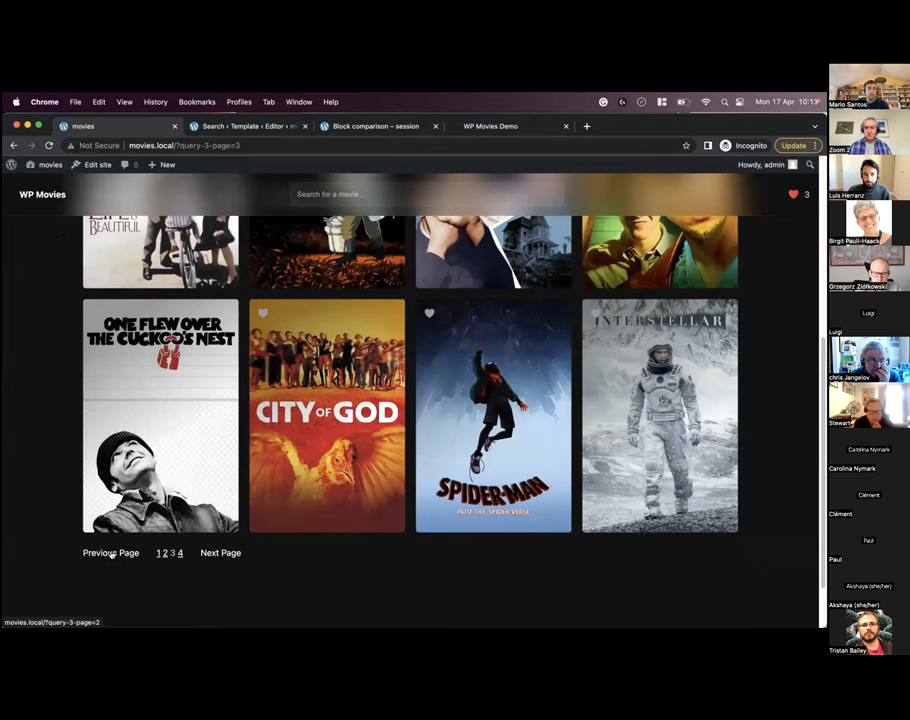 Chrome File Edit View History Bookmarks Profiles Tab Window Help
Mon 17 Apr 10:13
movies
Search ‹ Template ‹ Editor ‹ m
Block comparison – session
WP Movies Demo
Not Secure movies.local/?query-3-page=3
Incognito
Update
movies Edit site 0 New
Howdy, admin
WP Movies
Search for a movie...
3
BEAUTIFUL
ONE FLEW OVER
THE CUCKOO'S NEST
CITY OF GOD
SPIDER-MAN
INTO THE SPIDER-VERSE
INTERSTELLAR
Previous Page 1 2 3 4 Next Page
movies.local/?query-3-page=2
Mario Santos
Zoom 2
Luis Herranz
Birgit Pauli-Haack
Grzegorz Ziółkowski
Luigi
Luigi
chris Jangelov
Stewart
Carolina Nymark
Carolina Nymark
Clément
Clément
Paul
Paul
Akshaya (she/her)
Akshaya (she/her)
Tristan Bailey